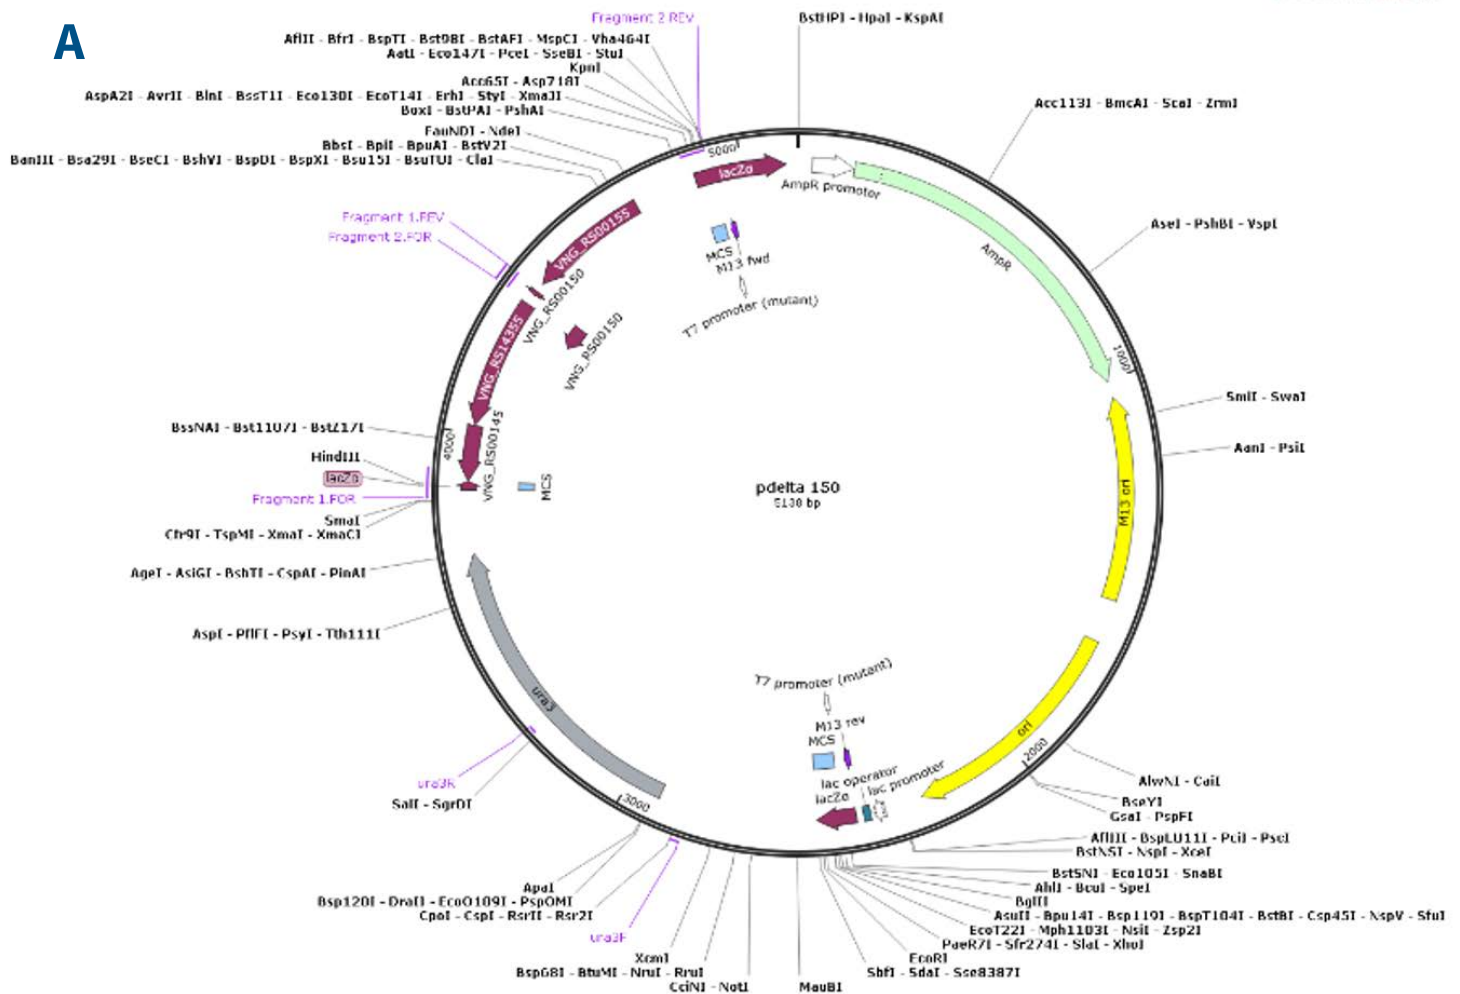 A
Fragment 2 REV
BstHPI - HpaI - KspAI
AflII - BfrI - BspTI - Bst98I - BstAFI - MspCI - Vha464I
AatI - Eco147I - PceI - SseBI - StuI
KpnI
Acc65I - Asp718I
AspA2I - AvrII - BlnI - BssT1I - Eco130I - EcoT14I - ErhI - StyI - XmaJI
BoxI - BstPAI - PshAI
FauNDI - NdeI
BbsI - BpiI - BpuAI - BstV2I
BanIII - Bsa29I - BseCI - BshVI - BspDI - BspXI - Bsu15I - BsuTUI - ClaI
Acc113I - BmcAI - ScaI - ZrmI
5000
lacZα
AmpR promoter
Fragment 1.REV
Fragment 2.FOR
VNG_RS00155
AmpR
AseI - PshBI - VspI
MCS
M13 fwd
T7 promoter (mutant)
VNG_RS00150
VNG_RS00150
VNG_RS14355
1000
SmiI - SwaI
AanI - PsiI
BssNAI - Bst1107I - BstZ17I
4000
HindIII
lacZα
VNG_RS00145
MCS
Fragment 1.FOR
SmaI
Cfr9I - TspMI - XmaI - XmaCI
pdelta 150
5138 bp
M13 ori
AgeI - AsiGI - BshTI - CspAI - PinAI
AspI - PflFI - PsyI - Tth111I
ura3
T7 promoter (mutant)
M13 rev
MCS
lac operator
lac promoter
lacZα
ori
2000
ura3R
SalI - SgrDI
3000
AlwNI - CaiI
BseYI
GsaI - PspFI
AflIII - BspLU11I - PciI - PscI
BstNSI - NspI - XceI
BstSNI - Eco105I - SnaBI
AhlI - BcuI - SpeI
BglII
AsuII - Bpu14I - Bsp119I - BspT104I - BstBI - Csp45I - NspV - SfuI
EcoT22I - Mph1103I - NsiI - Zsp2I
PaeR7I - Sfr274I - SlaI - XhoI
EcoRI
SbfI - SdaI - Sse8387I
ApaI
Bsp120I - DraII - EcoO109I - PspOMI
CpoI - CspI - RsrII - Rsr2I
ura3F
XcmI
Bsp68I - BtuMI - NruI - RruI
CciNI - NotI
MauBI